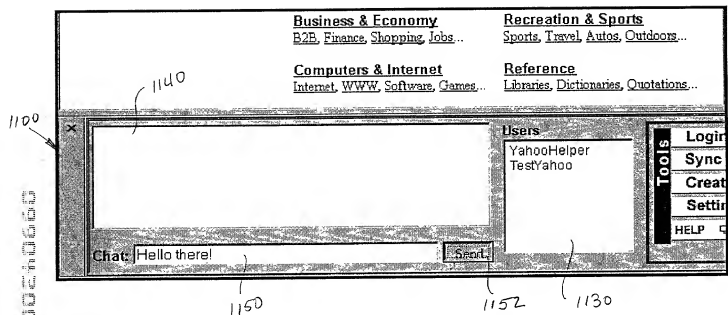 Business & Economy
B2B, Finance, Shopping, Jobs...
Recreation & Sports
Sports, Travel, Autos, Outdoors...
Computers & Internet
Internet, WWW, Software, Games...
Reference
Libraries, Dictionaries, Quotations...
1140
1100
×
Users
YahooHelper
TestYahoo
Tools
Login
Sync
Creat
Settin
HELP
Chat: Hello there! Send
1150
1152
1130